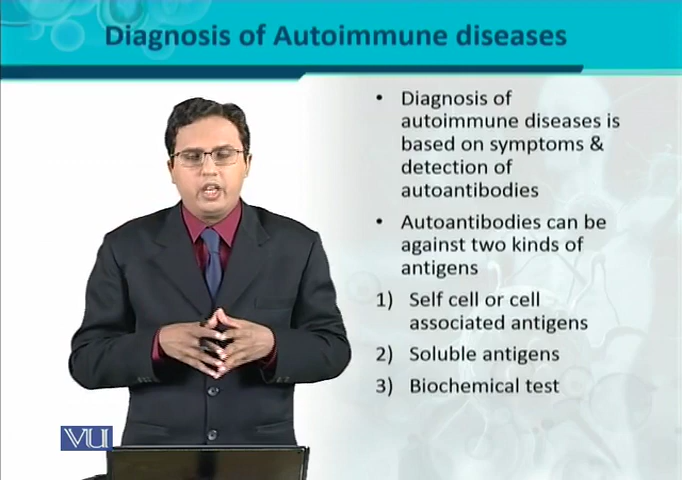 Diagnosis of Autoimmune diseases
• Diagnosis of
autoimmune diseases is
based on symptoms &
detection of
autoantibodies
• Autoantibodies can be
against two kinds of
antigens
1) Self cell or cell
associated antigens
2) Soluble antigens
3) Biochemical test
VU